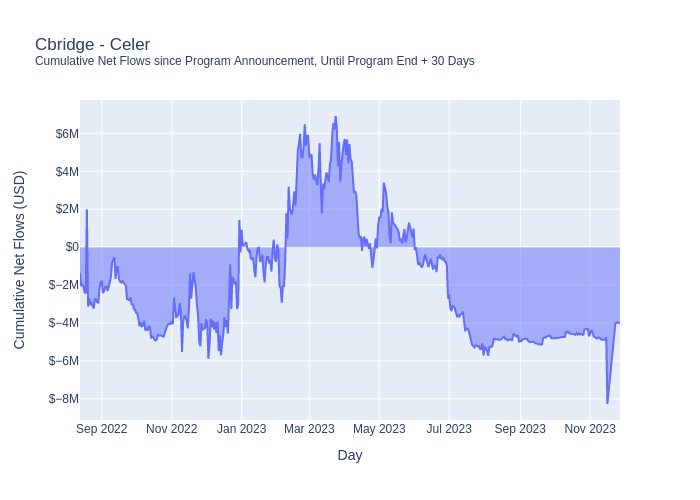 Cbridge - Celer
Cumulative Net Flows since Program Announcement, Until Program End + 30 Days
$6M
$4M
$2M
$0
$−2M
$−4M
$−6M
$−8M
Cumulative Net Flows (USD)
Sep 2022
Nov 2022
Jan 2023
Mar 2023
May 2023
Jul 2023
Sep 2023
Nov 2023
Day